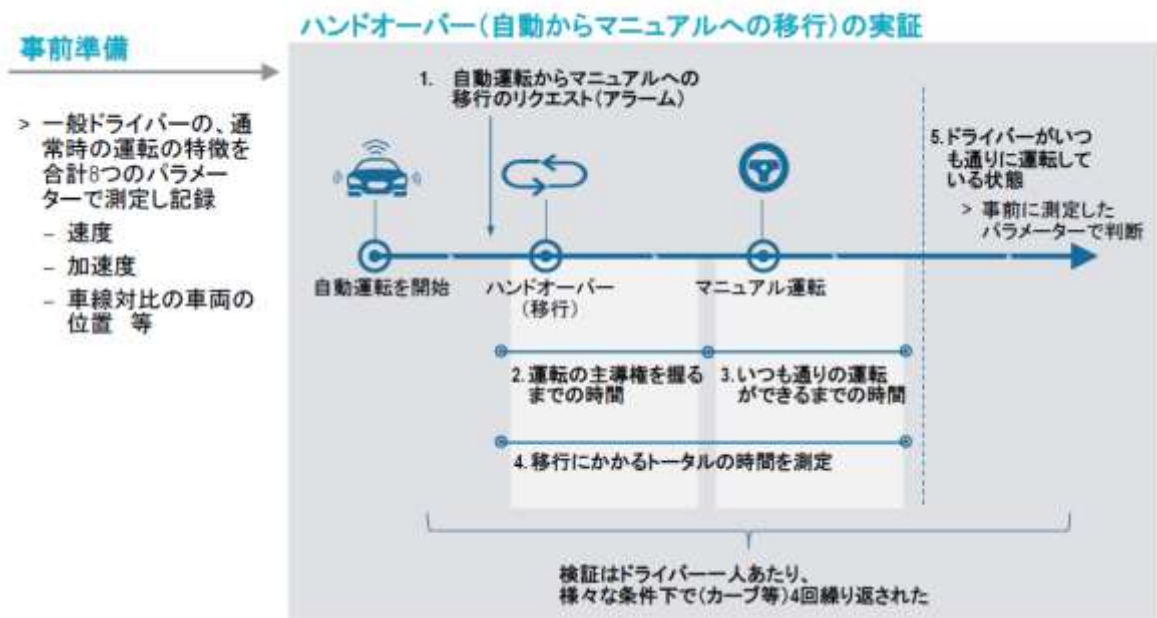 ハンドオーバー(自動からマニュアルへの移行)の実証
事前準備
> 一般ドライバーの、通
常時の運転の特徴を
合計8つのパラメー
ターで測定し記録
– 速度
– 加速度
– 車線対比の車両の
位置 等
1. 自動運転からマニュアルへの
移行のリクエスト(アラーム)
自動運転を開始
ハンドオーバー
(移行)
マニュアル運転
5.ドライバーがいつ
も通りに運転して
いる状態
> 事前に測定した
パラメーターで判断
2.運転の主導権を握る
までの時間
3.いつも通りの運転
ができるまでの時間
4.移行にかかるトータルの時間を測定
検証はドライバー一人あたり、
様々な条件下で(カーブ等)4回繰り返された